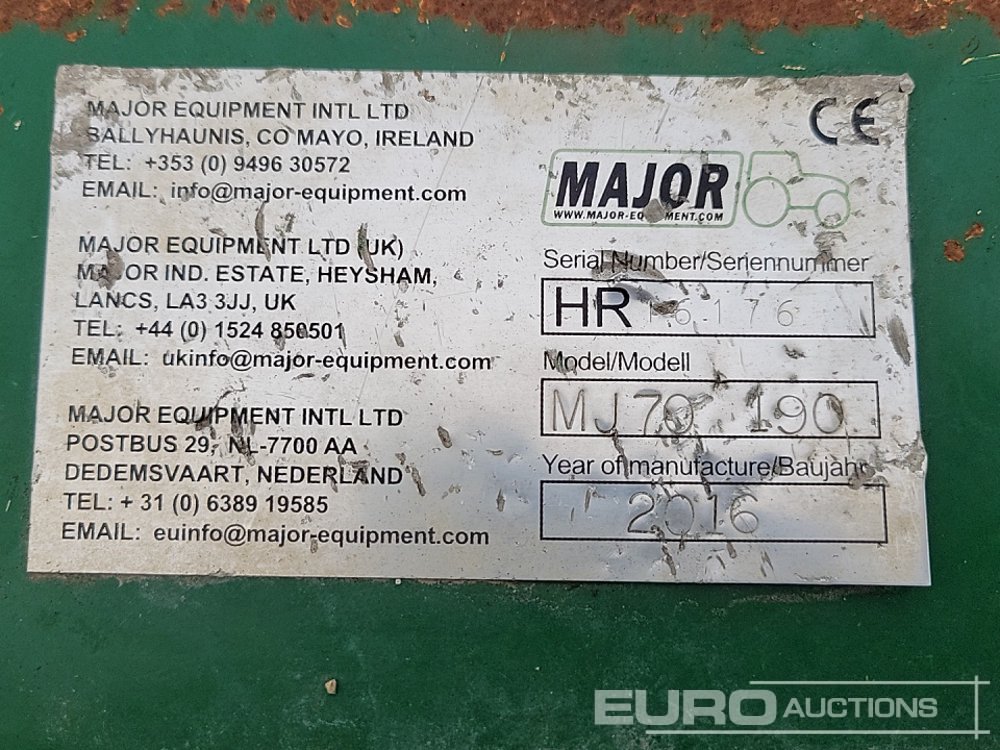 MAJOR EQUIPMENT INTL LTD
BALLYHAUNIS, CO MAYO, IRELAND
TEL: +353 (0) 9496 30572
EMAIL: info@major-equipment.com
MAJOR EQUIPMENT LTD (UK)
MAJOR IND. ESTATE, HEYSHAM,
LANCS, LA3 3JJ, UK
TEL: +44 (0) 1524 850501
EMAIL: ukinfo@major-equipment.com
MAJOR EQUIPMENT INTL LTD
POSTBUS 29, NL-7700 AA
DEDEMSVAART, NEDERLAND
TEL: + 31 (0) 6389 19585
EMAIL: euinfo@major-equipment.com
CE
MAJOR
WWW.MAJOR-EQUIPMENT.COM
Serial Number/Seriennummer
HR 16176
Model/Modell
MJ70 190
Year of manufacture/Baujahr
2016
EURO AUCTIONS